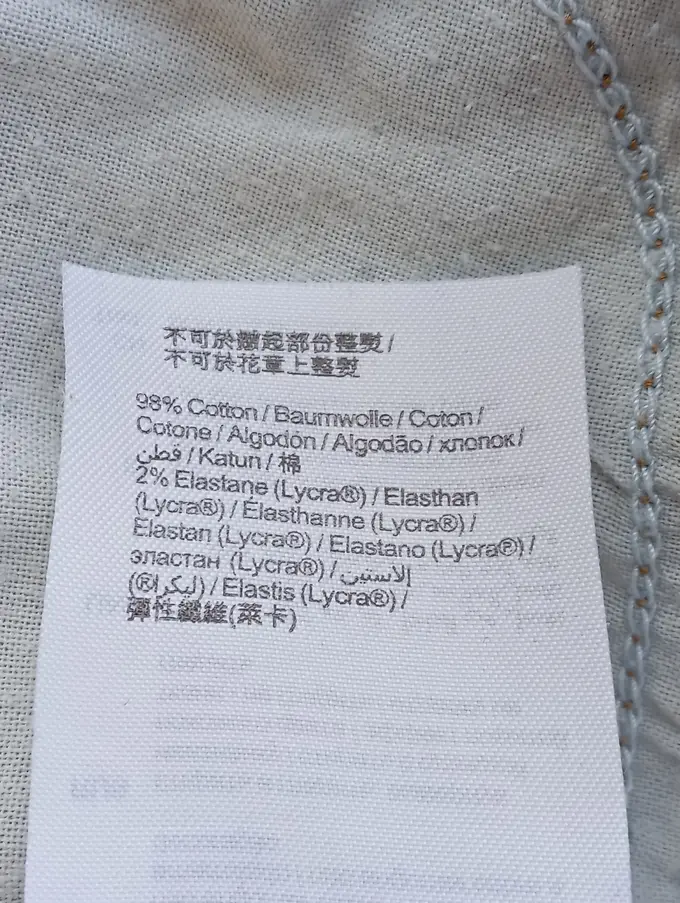 不可於皺起部份整熨/
不可於花章上整熨
98% Cotton / Baumwolle / Coton /
Cotone / Algodón / Algodão / хлопок /
قطن / Katun / 棉
2% Elastane (Lycra®) / Elasthan
(Lycra®) / Élasthanne (Lycra®) /
Elastan (Lycra®) / Elastano (Lycra®) /
эластан (Lycra®) / إلاستين
(ليكرا®) / Elastis (Lycra®) /
彈性纖維(萊卡)